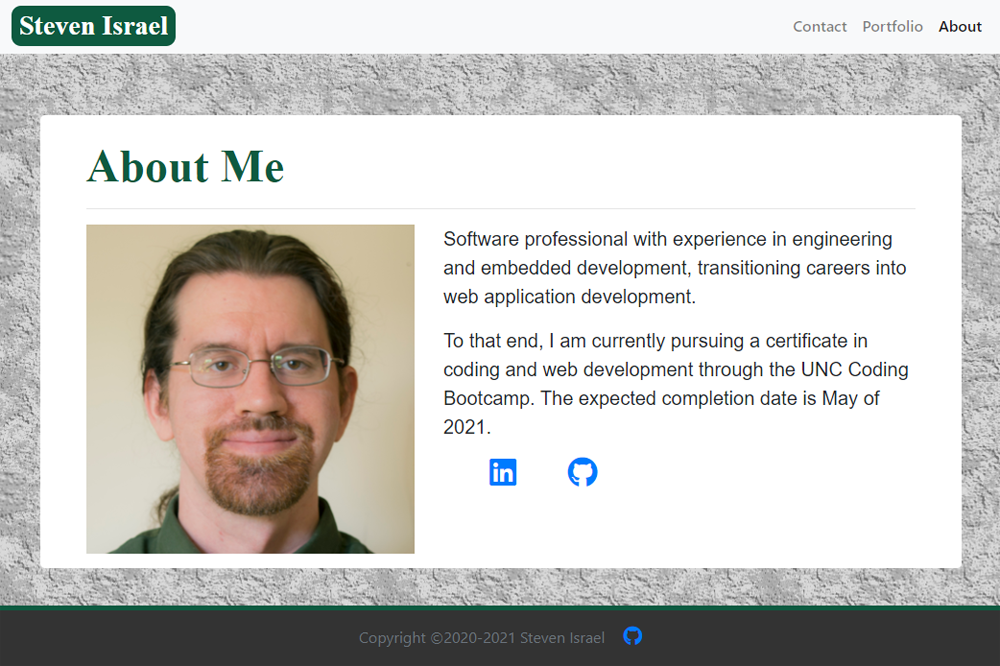 Steven Israel
Contact Portfolio About
About Me
Software professional with experience in engineering
and embedded development, transitioning careers into
web application development.
To that end, I am currently pursuing a certificate in
coding and web development through the UNC Coding
Bootcamp. The expected completion date is May of
2021.
in
Copyright ©2020-2021 Steven Israel